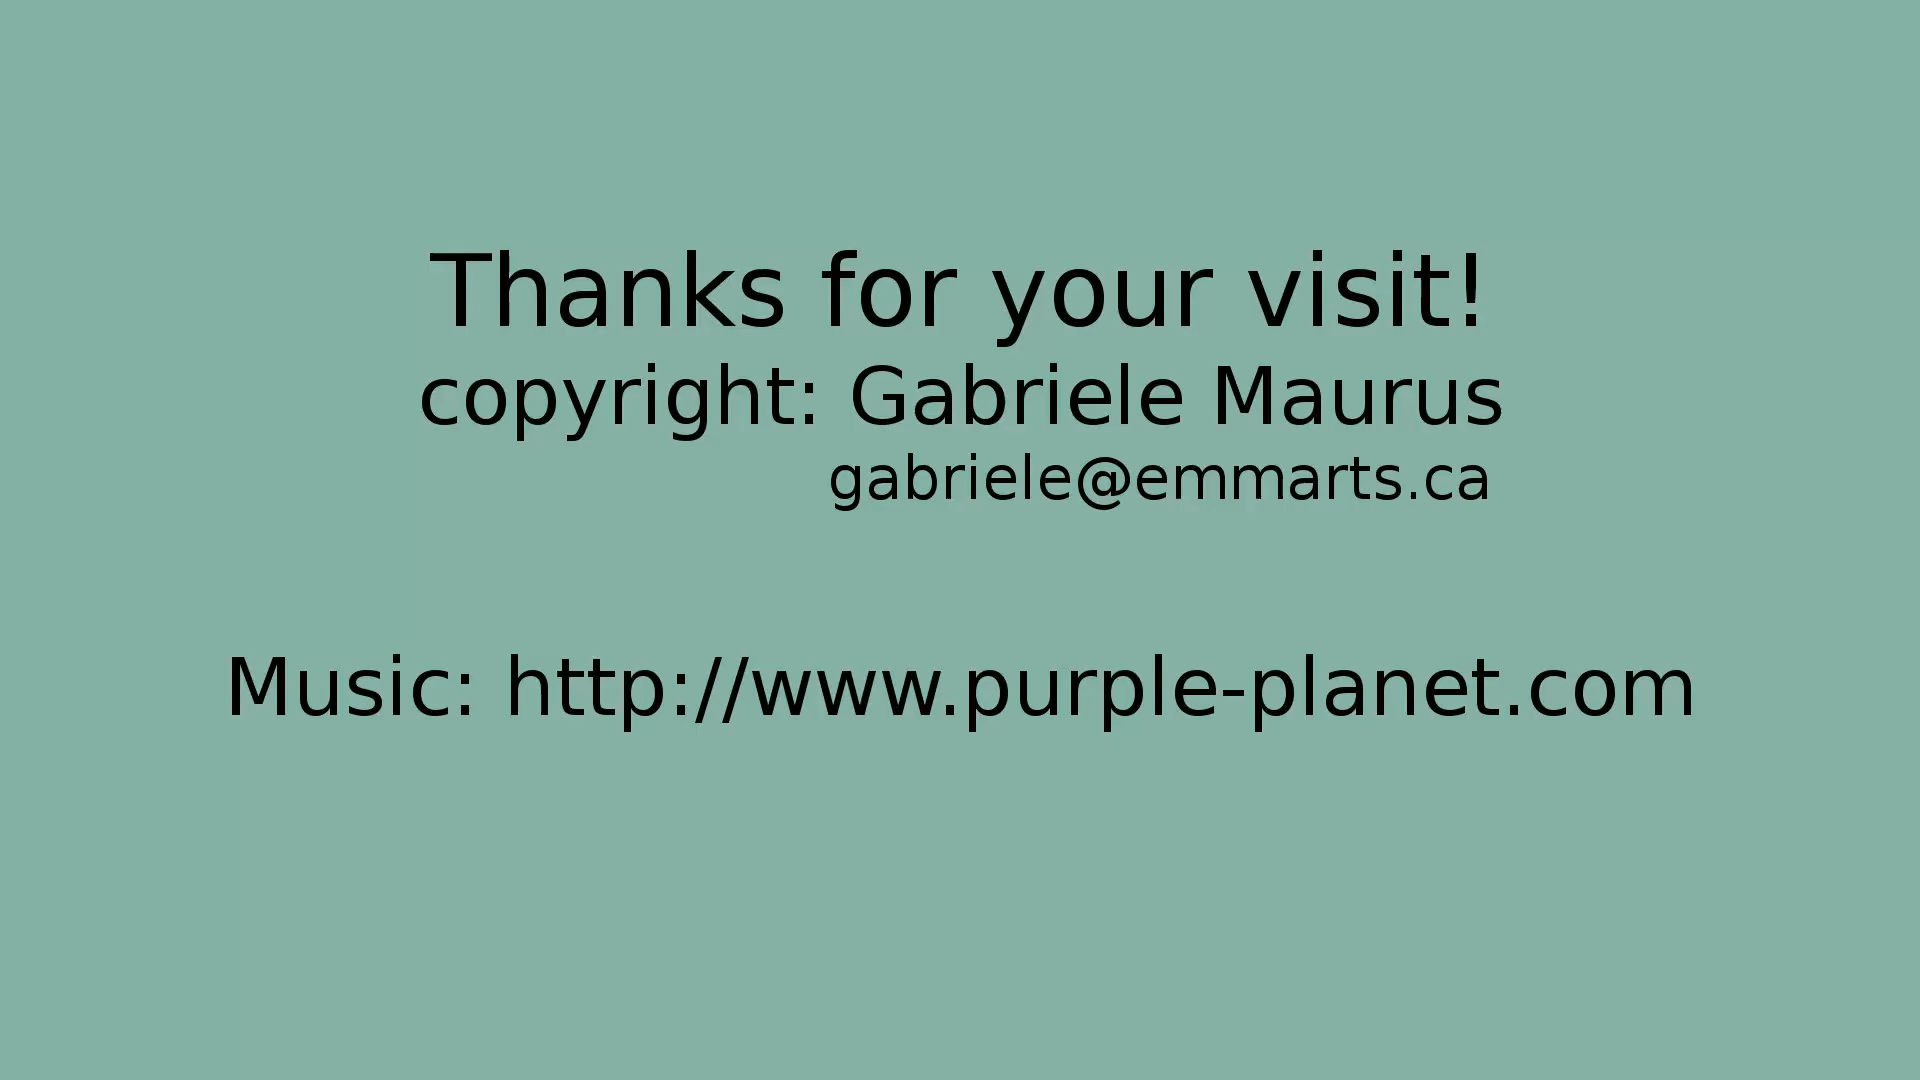 Thanks for your visit!
copyright: Gabriele Maurus
gabriele@emmarts.ca
Music: http://www.purple-planet.com